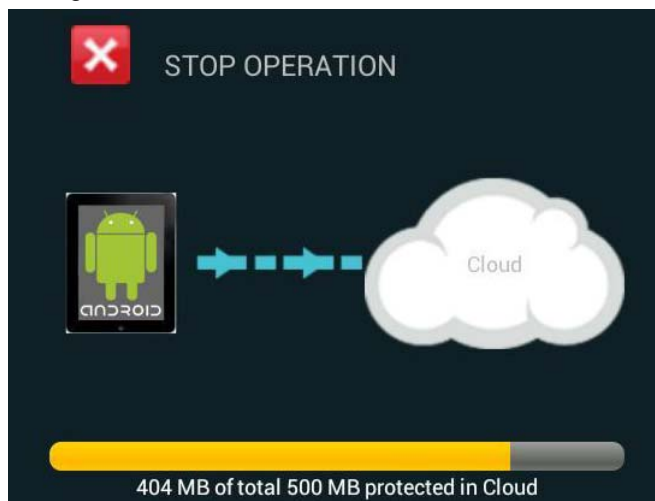 STOP OPERATION
Cloud
ANDROID
404 MB of total 500 MB protected in Cloud